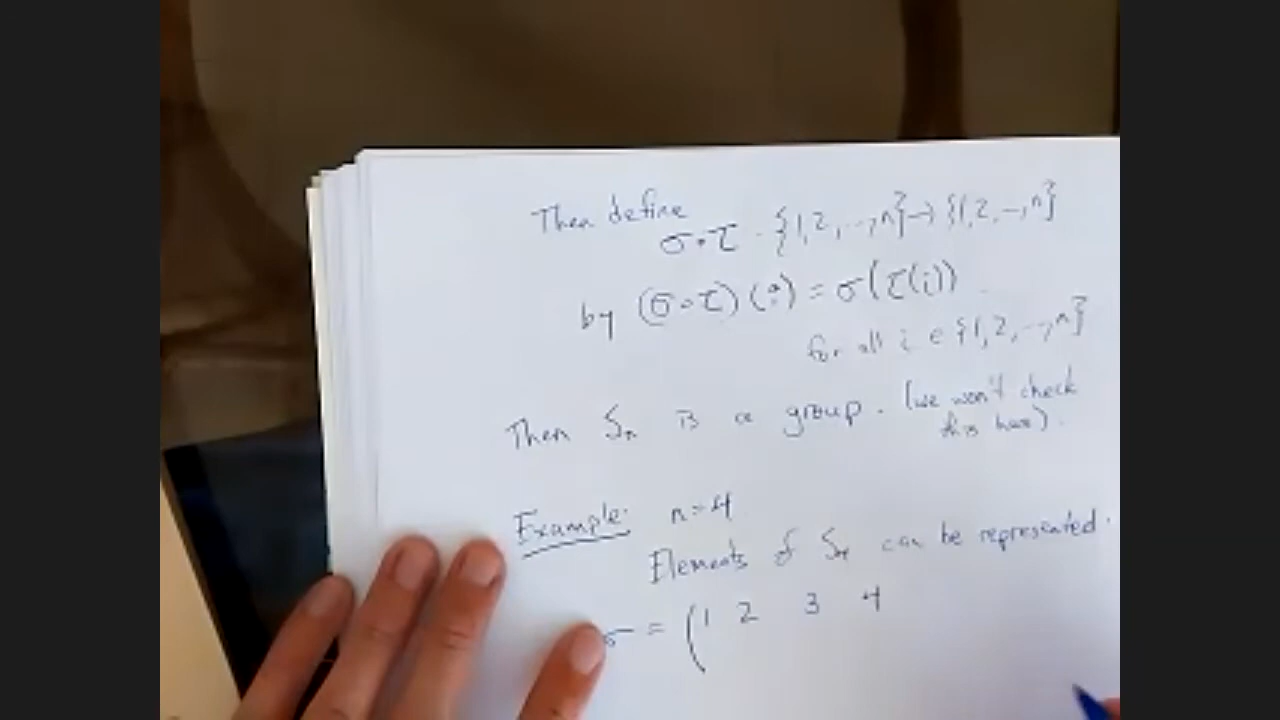 Then define
σ∘τ : {1,2, ..., n} → {1,2, ..., n}
by (σ∘τ)(i) = σ(τ(i))
for all i ∈ {1,2, ..., n}
Then Sₙ is a group. (we won't check
this here).
Example: n=4
Elements of S₄ can be represented
σ = ( 1 2 3 4